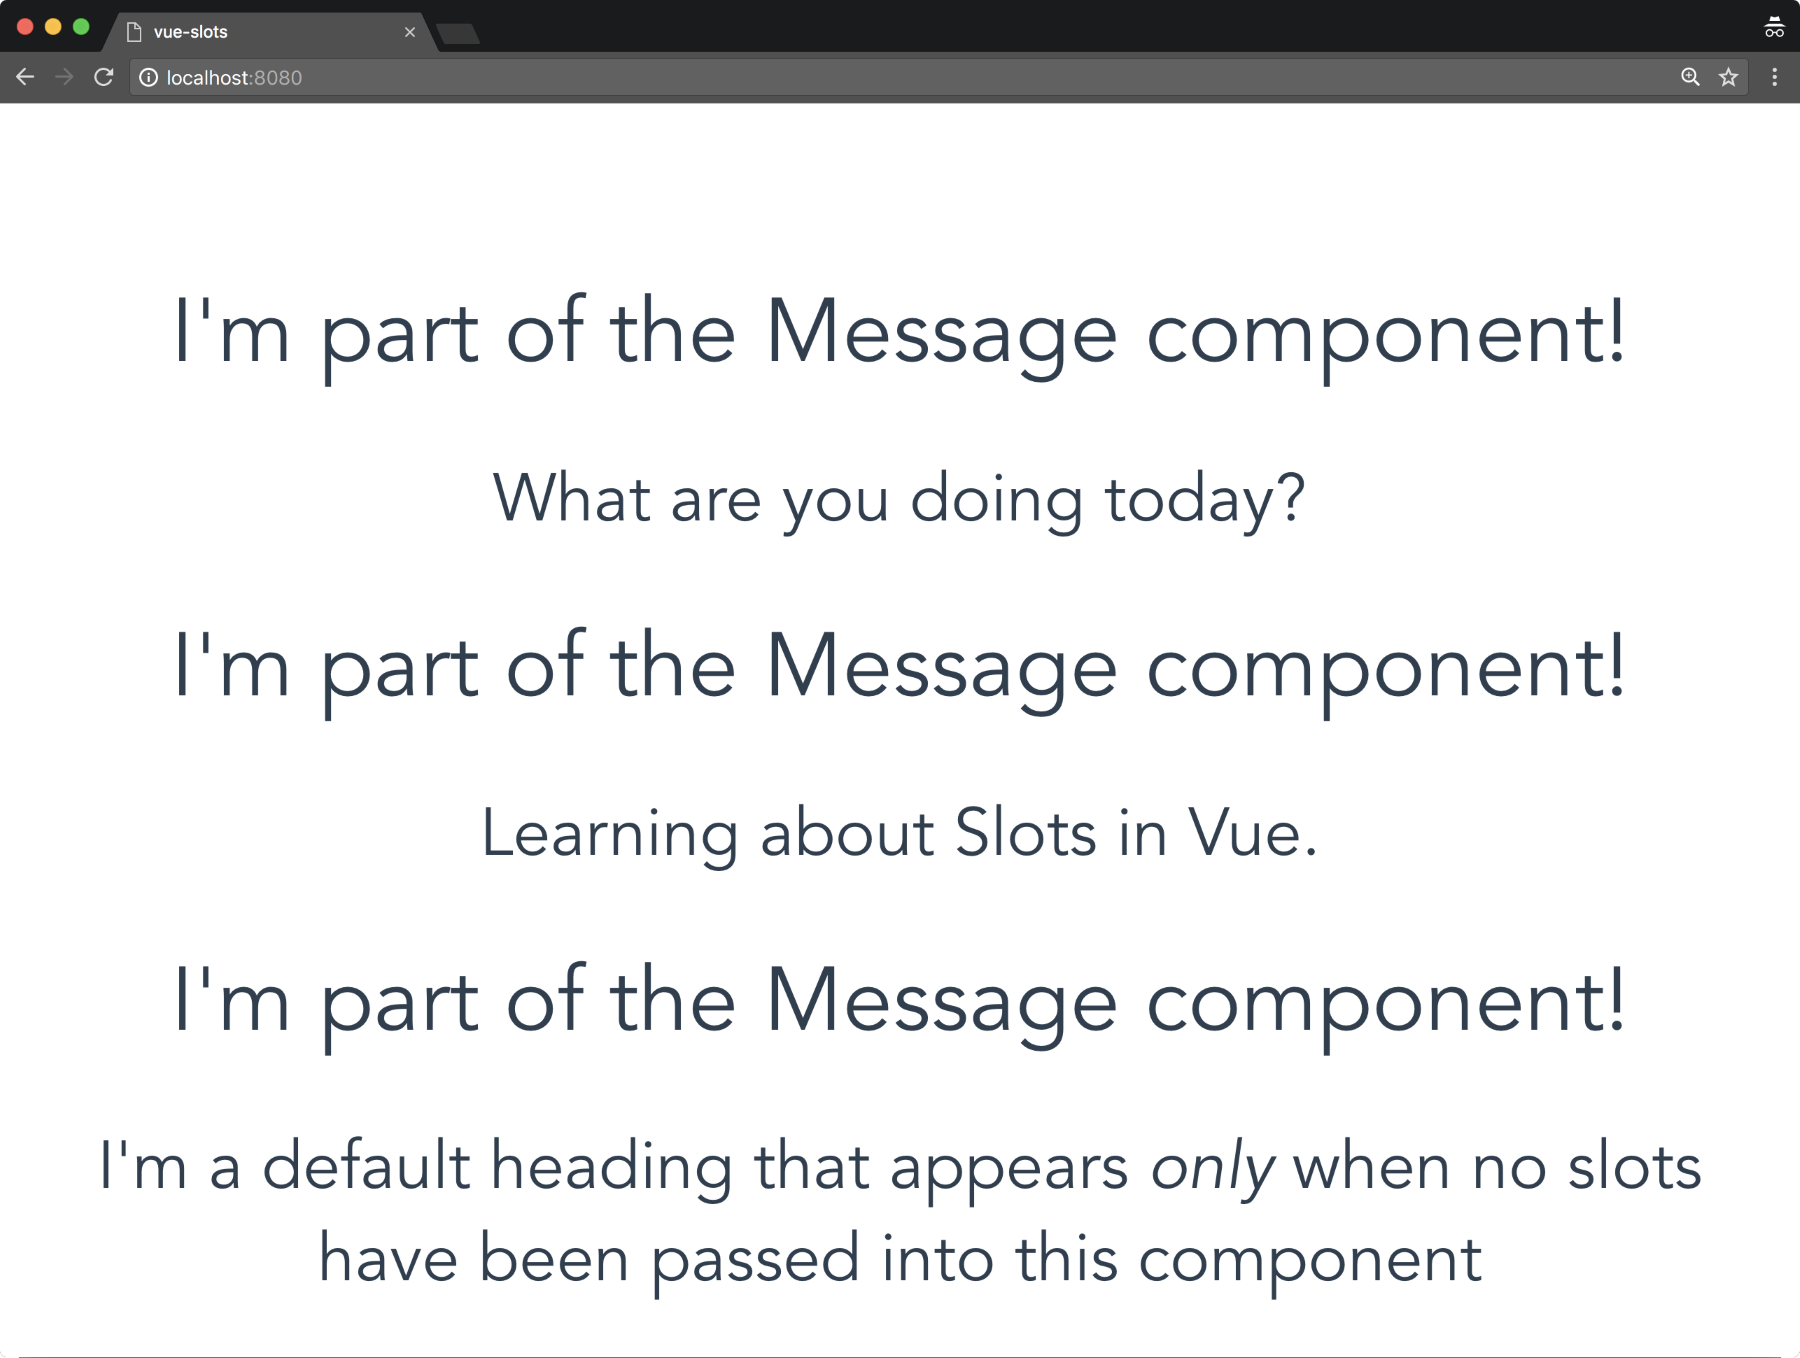 vue-slots
localhost:8080
I'm part of the Message component!
What are you doing today?
I'm part of the Message component!
Learning about Slots in Vue.
I'm part of the Message component!
I'm a default heading that appears only when no slots
have been passed into this component